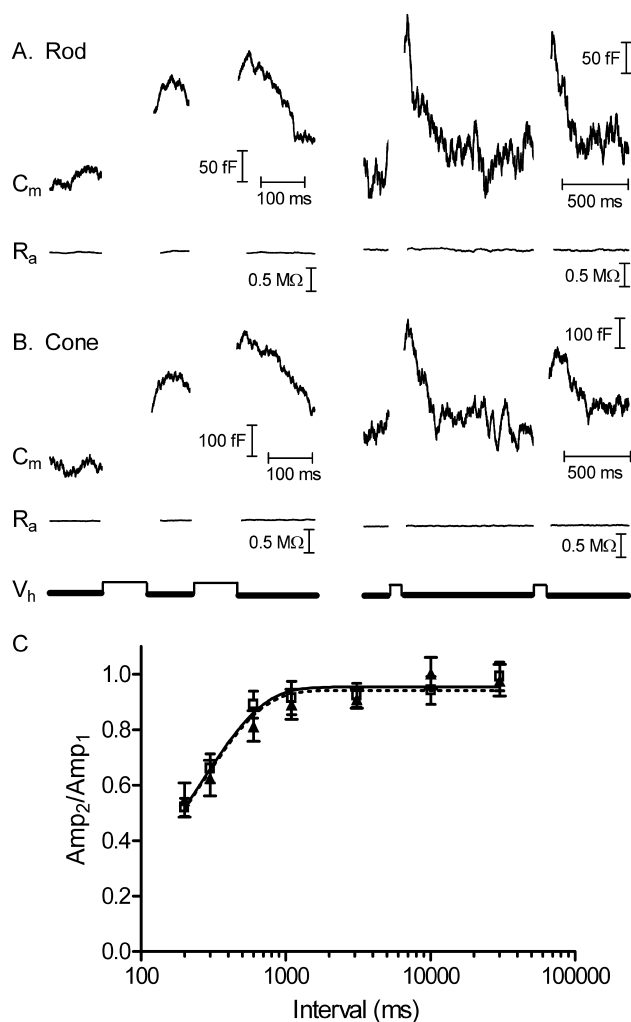 A. Rod
50 fF
50 fF
Cm
100 ms
500 ms
Ra
0.5 MΩ
0.5 MΩ
B. Cone
100 fF
100 fF
Cm
100 ms
500 ms
Ra
0.5 MΩ
0.5 MΩ
Vh
C
Amp2/Amp1
1.0
0.8
0.6
0.4
0.2
0.0
100 1000 10000 100000
Interval (ms)